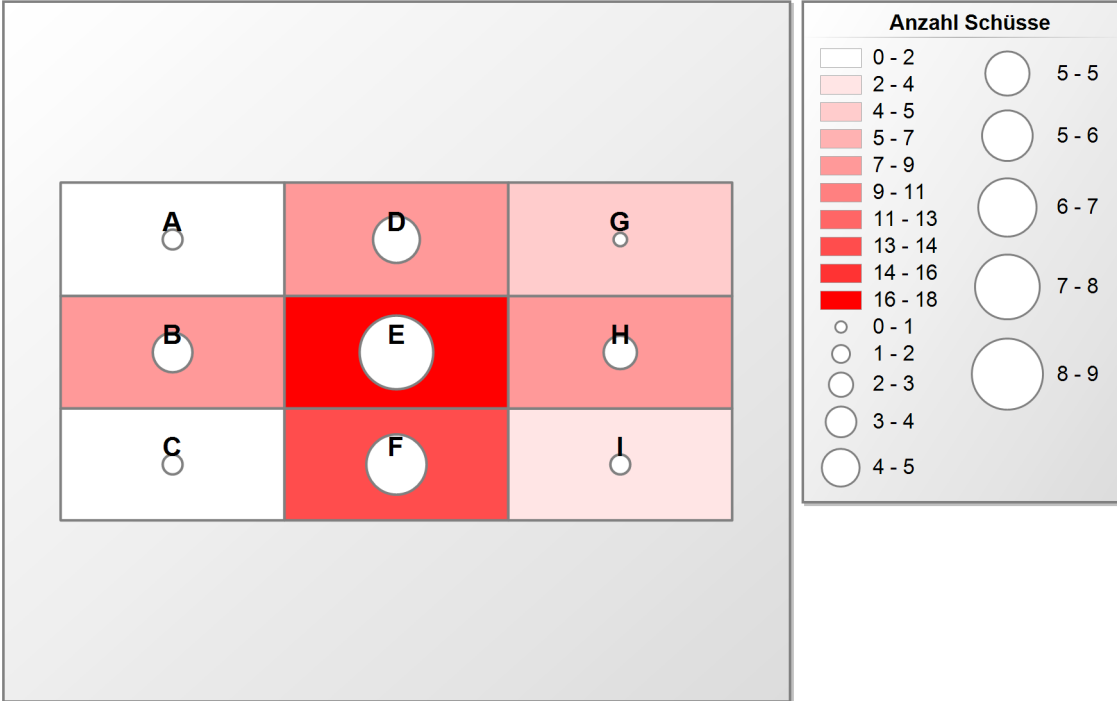 A
D
G
B
E
H
C
F
I
Anzahl Schüsse
0 - 2
2 - 4
4 - 5
5 - 7
7 - 9
9 - 11
11 - 13
13 - 14
14 - 16
16 - 18
0 - 1
1 - 2
2 - 3
3 - 4
4 - 5
5 - 5
5 - 6
6 - 7
7 - 8
8 - 9